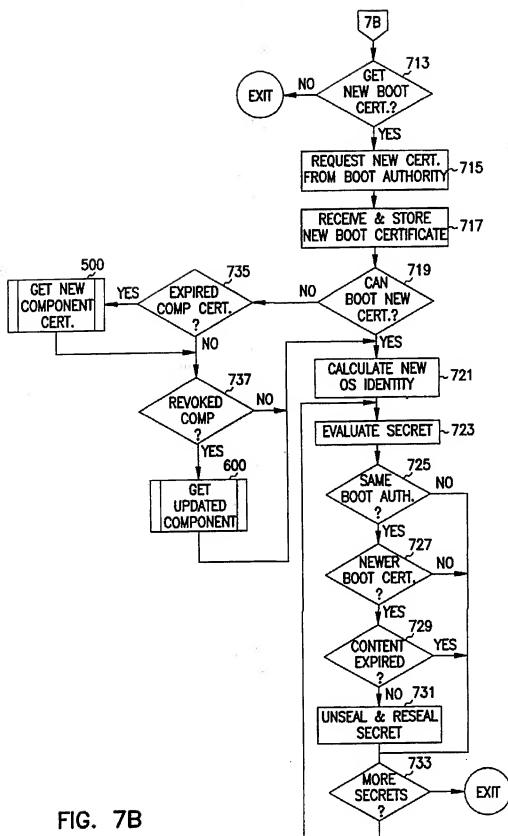 7B
713
GET
NEW BOOT
CERT.?
NO
EXIT
YES
REQUEST NEW CERT.
FROM BOOT AUTHORITY
715
RECEIVE & STORE
NEW BOOT CERTIFICATE
717
719
CAN
BOOT NEW
CERT.?
NO
YES
735
EXPIRED
COMP CERT.
?
YES
NO
500
GET NEW
COMPONENT
CERT.
737
REVOKED
COMP
?
NO
YES
600
GET
UPDATED
COMPONENT
CALCULATE NEW
OS IDENTITY
721
EVALUATE SECRET
723
725
SAME
BOOT AUTH.
?
NO
YES
727
NEWER
BOOT CERT.
?
NO
YES
729
CONTENT
EXPIRED
?
YES
NO
731
UNSEAL & RESEAL
SECRET
733
MORE
SECRETS
?
EXIT
FIG. 7B